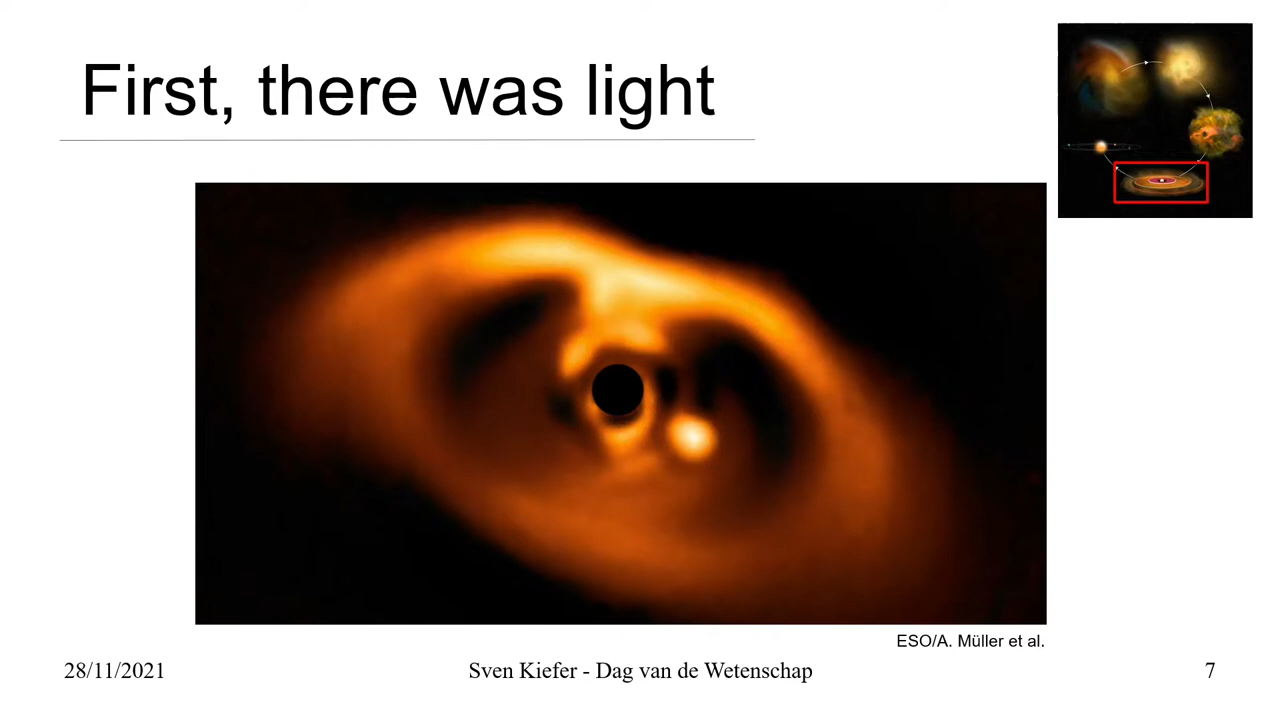 First, there was light
ESO/A. Müller et al.
28/11/2021
Sven Kiefer - Dag van de Wetenschap
7